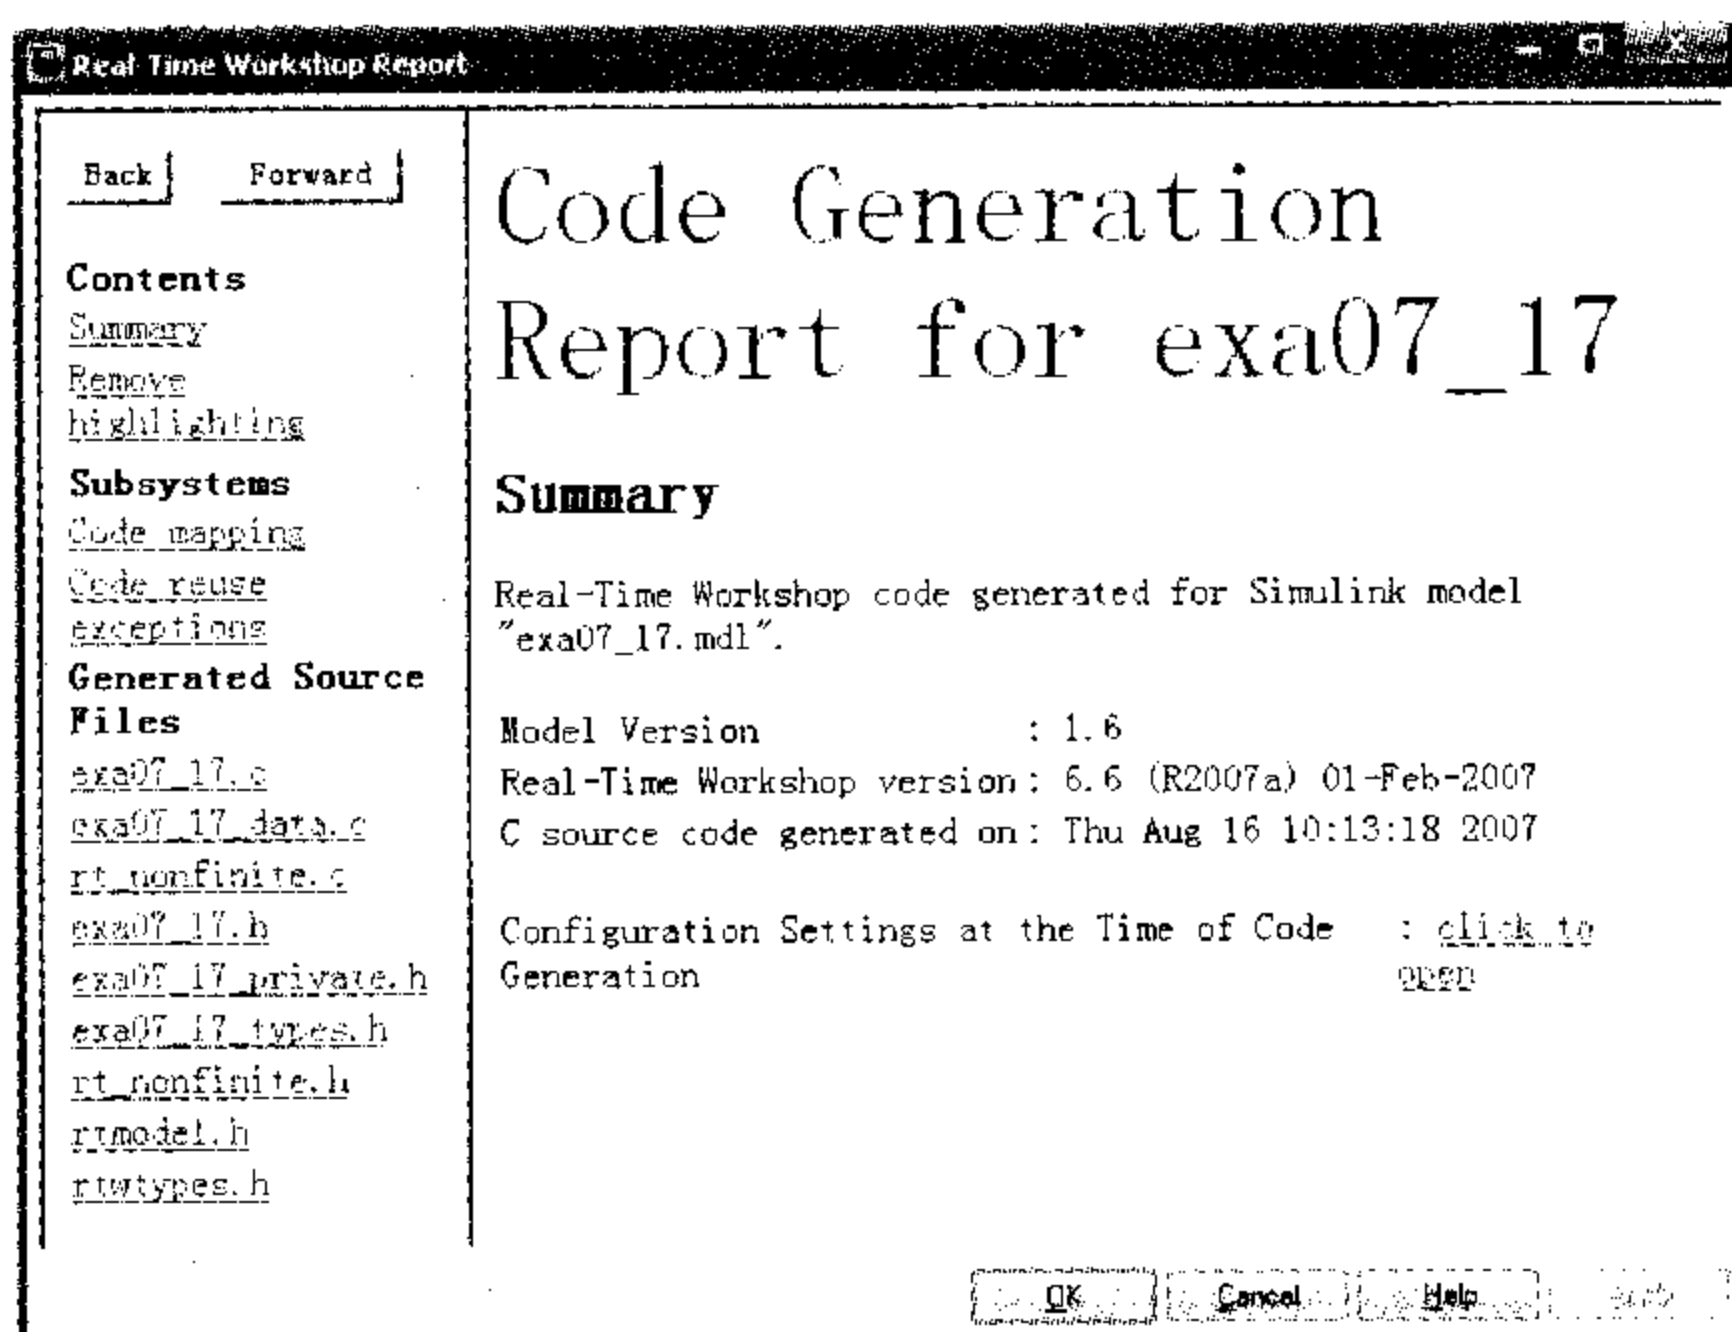 Real-Time Workshop Report
Back
Forward
Contents
Summary
Remove
highlighting
Subsystems
Code mapping
Code reuse
exceptions
Generated Source
Files
exa07_17.c
exa07_17_data.c
rt_nonfinite.c
exa07_17.h
exa07_17_private.h
exa07_17_types.h
rt_nonfinite.h
rtmodel.h
rtwtypes.h
Code Generation
Report for exa07_17
Summary
Real-Time Workshop code generated for Simulink model
"exa07_17.mdl".
Model Version : 1.6
Real-Time Workshop version : 6.6 (R2007a) 01-Feb-2007
C source code generated on : Thu Aug 16 10:13:18 2007
Configuration Settings at the Time of Code : click to
Generation open
OK
Cancel
Help